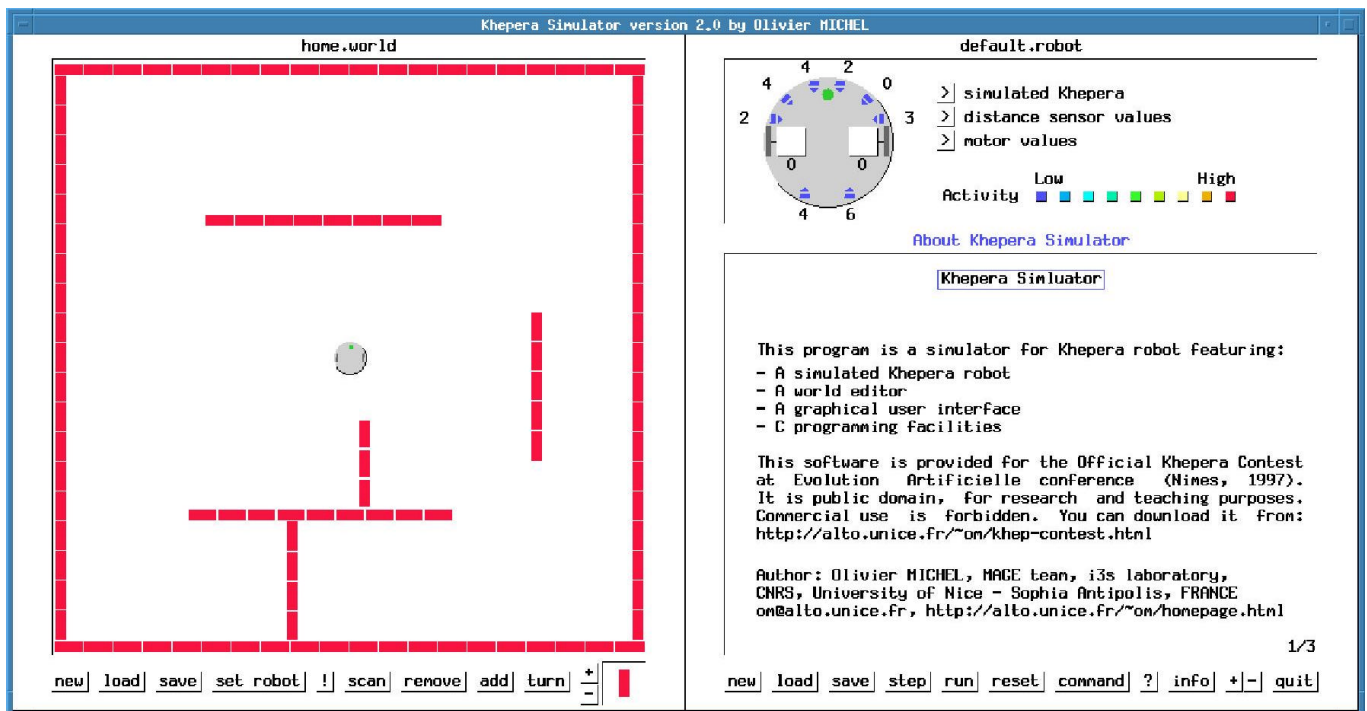 Khepera Simulator version 2.0 by Olivier MICHEL
home.world
new load save set robot ! scan remove add turn + -
default.robot
4 2
4 0
2 3
0 0
4 6
> simulated Khepera
> distance sensor values
> motor values
Low High
Activity
About Khepera Simulator
Khepera Simluator
This program is a simulator for Khepera robot featuring:
- A simulated Khepera robot
- A world editor
- A graphical user interface
- C programming facilities
This software is provided for the Official Khepera Contest
at Evolution Artificielle conference (Nimes, 1997).
It is public domain, for research and teaching purposes.
Commercial use is forbidden. You can download it from:
http://alto.unice.fr/~om/khep-contest.html
Author: Olivier MICHEL, MAGE team, i3s laboratory,
CNRS, University of Nice - Sophia Antipolis, FRANCE
om@alto.unice.fr, http://alto.unice.fr/~om/homepage.html
1/3
new load save step run reset command ? info + - quit